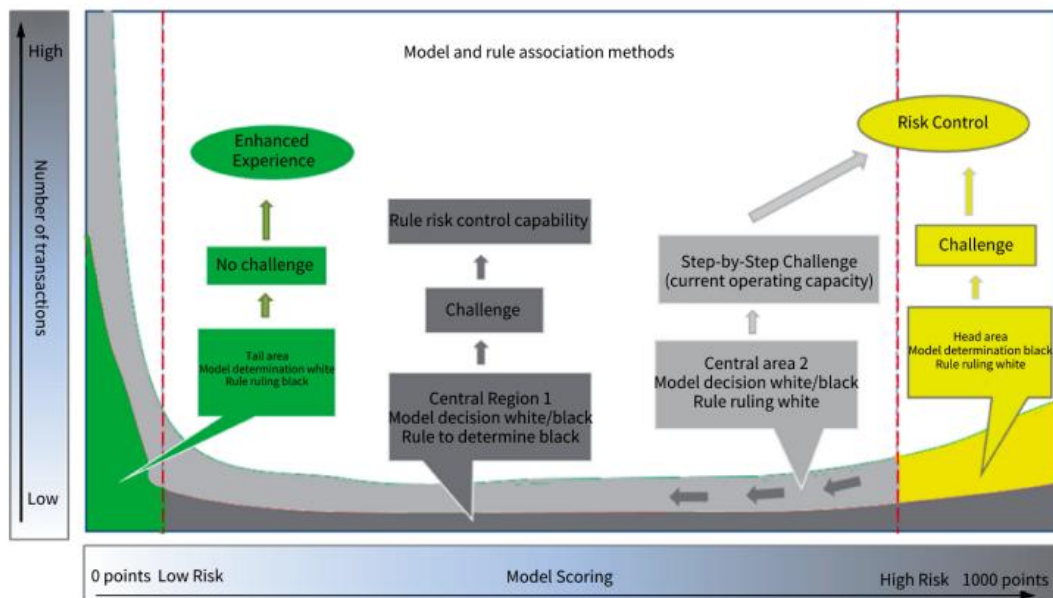 High
Number of transactions
Low
Model and rule association methods
Enhanced
Experience
No challenge
Tail area
Model determination white
Rule ruling black
Rule risk control capability
Challenge
Central Region 1
Model decision white/black
Rule to determine black
Step-by-Step Challenge
(current operating capacity)
Central area 2
Model decision white/black
Rule ruling white
Risk Control
Challenge
Head area
Model determination black
Rule ruling white
0 points Low Risk
Model Scoring
High Risk 1000 points